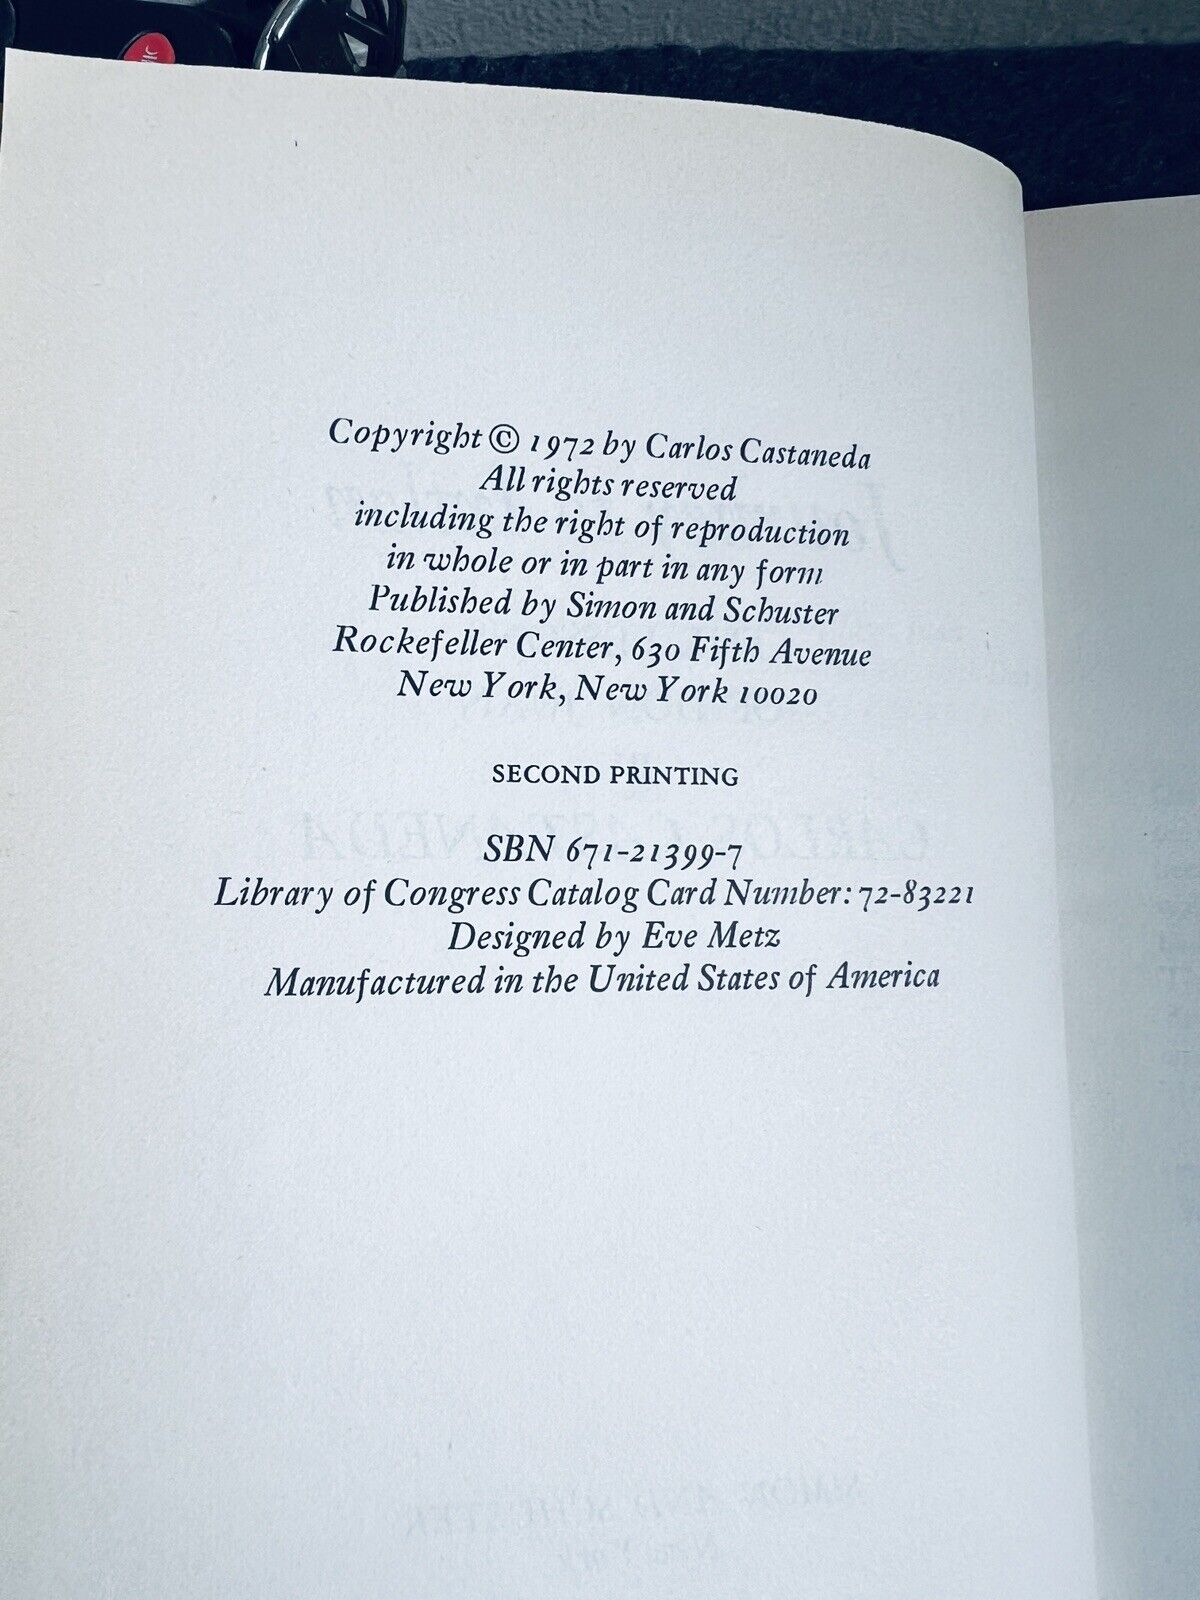 Copyright © 1972 by Carlos Castaneda
All rights reserved
including the right of reproduction
in whole or in part in any form
Published by Simon and Schuster
Rockefeller Center, 630 Fifth Avenue
New York, New York 10020
SECOND PRINTING
SBN 671-21399-7
Library of Congress Catalog Card Number: 72-83221
Designed by Eve Metz
Manufactured in the United States of America